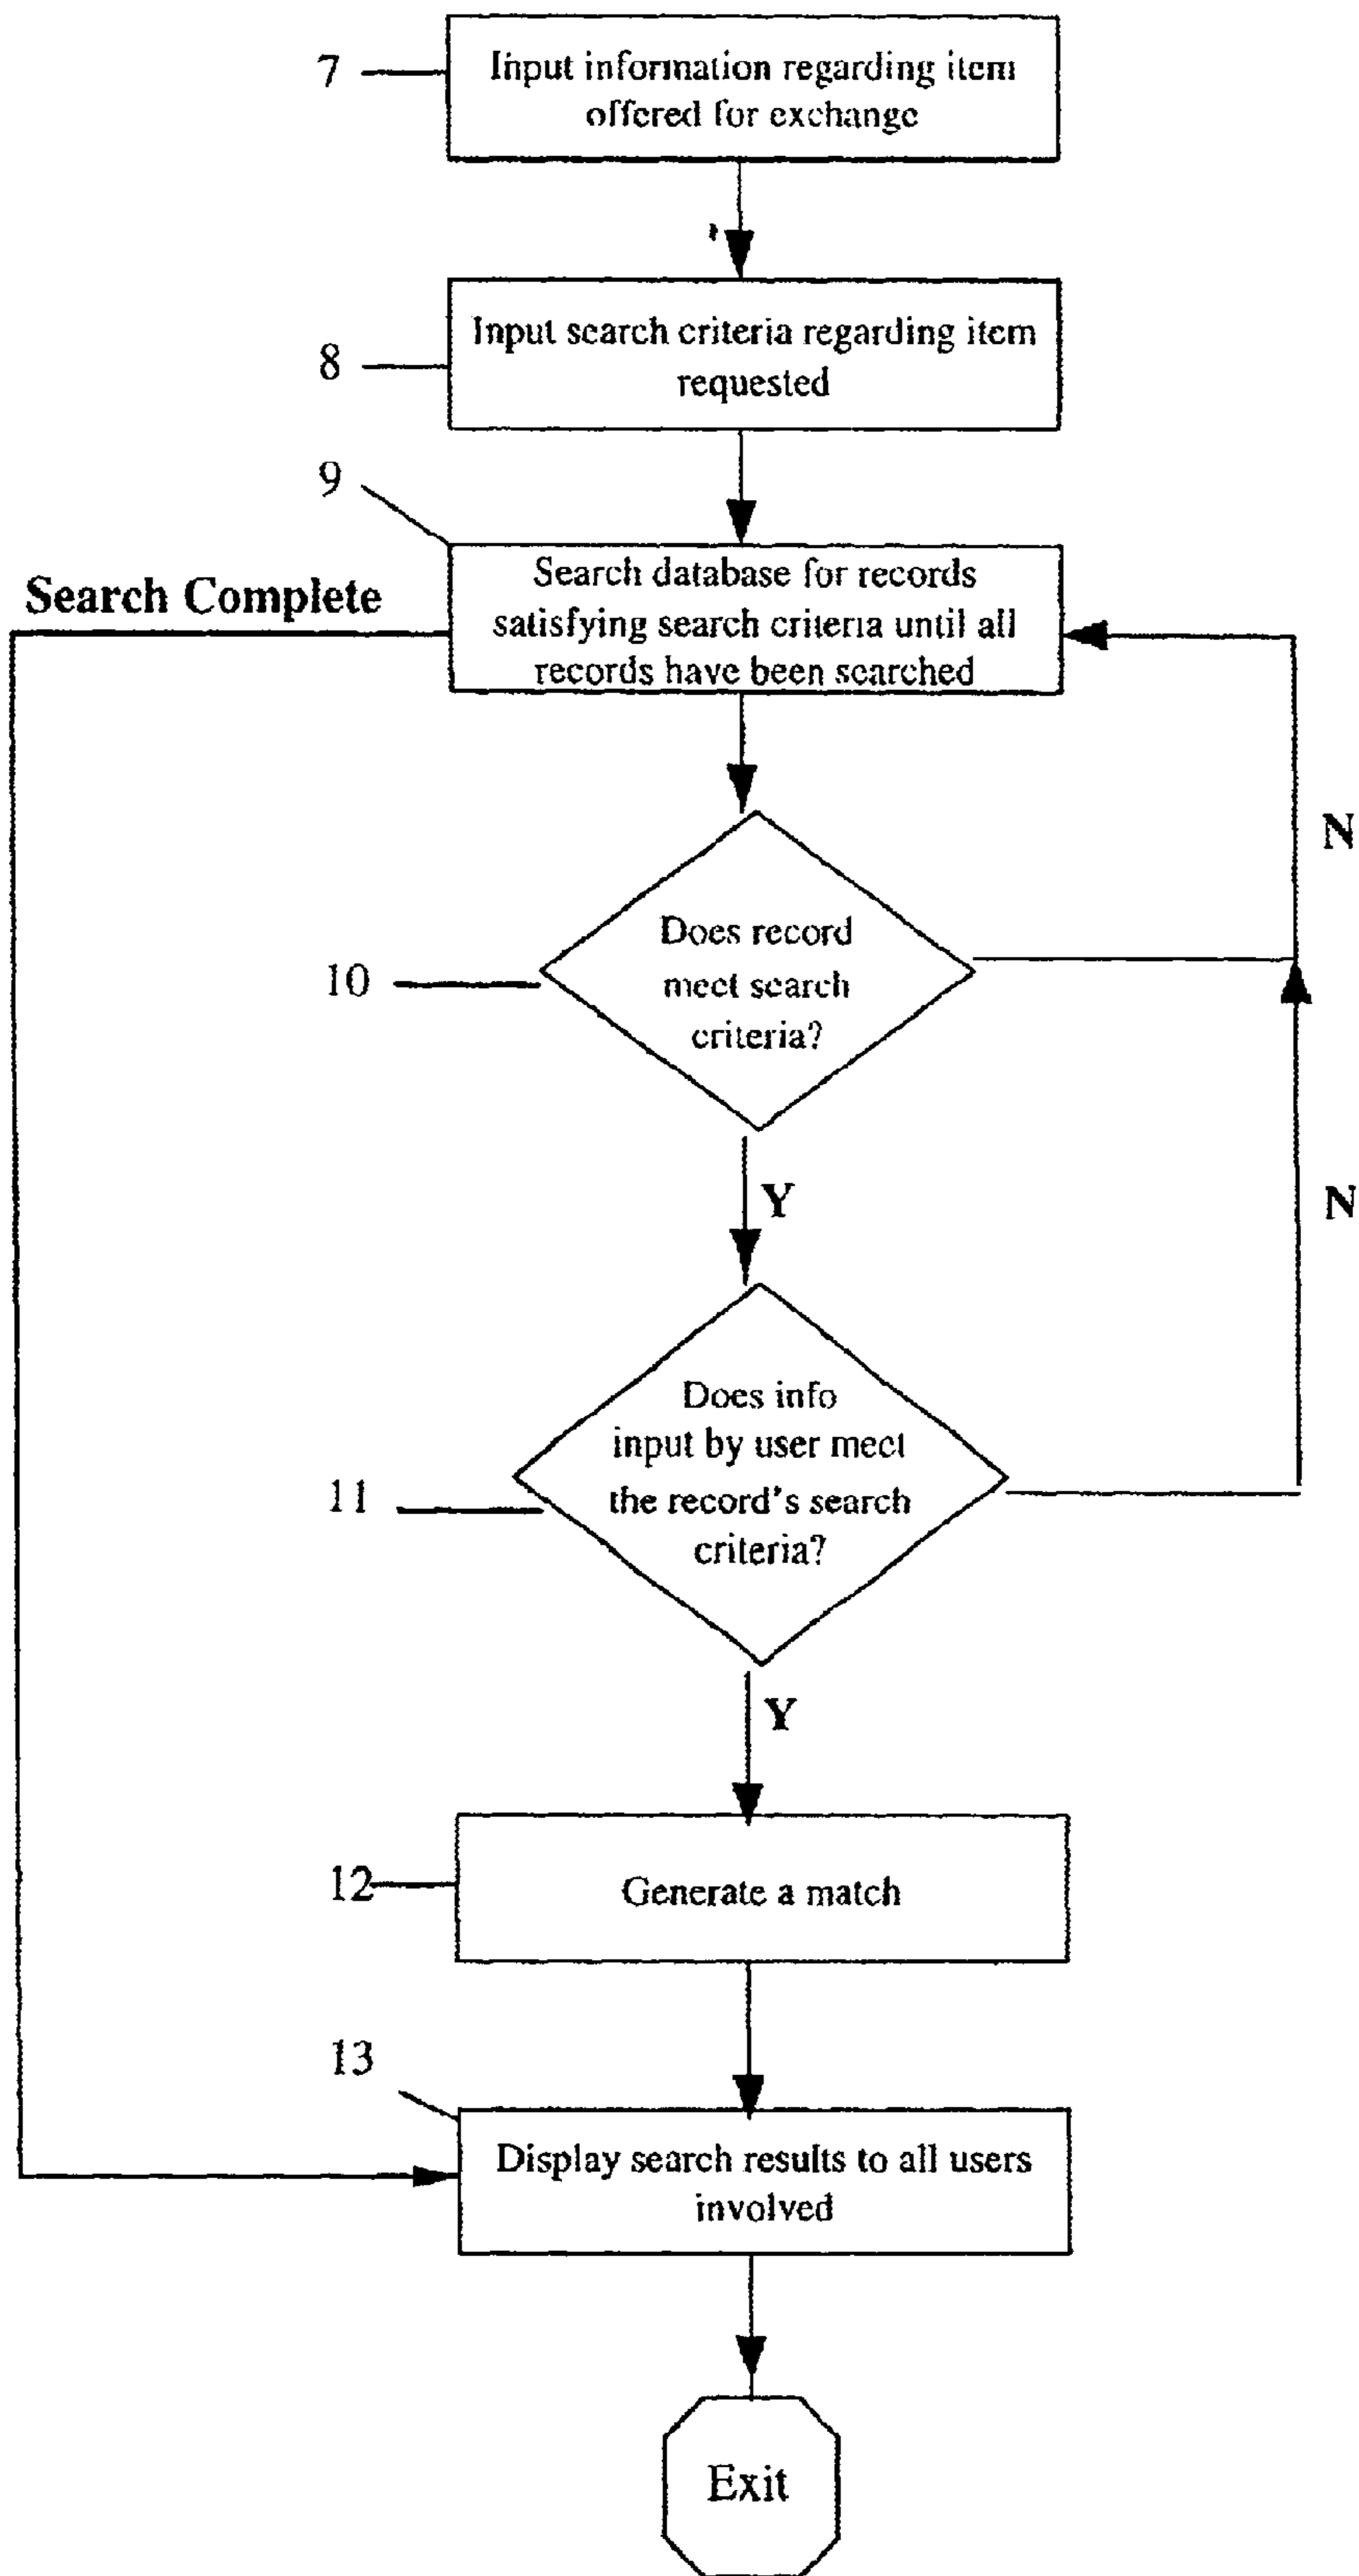 7
Input information regarding item
offered for exchange
8
Input search criteria regarding item
requested
9
Search Complete
Search database for records
satisfying search criteria until all
records have been searched
N
10
Does record
meet search
criteria?
Y
N
11
Does info
input by user meet
the record's search
criteria?
Y
12
Generate a match
13
Display search results to all users
involved
Exit